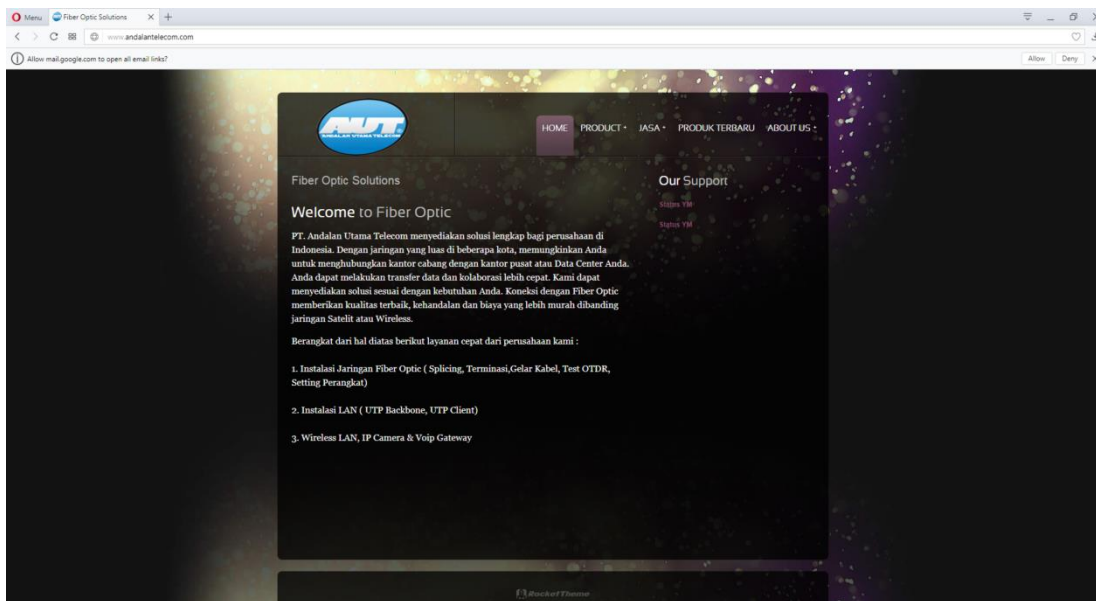 Menu
Fiber Optic Solutions
www.andalantelecom.com
Allow mail.google.com to open all email links?
Allow
Deny
AUT.
ANDALAN UTAMA TELECOM
HOME PRODUCT JASA PRODUK TERBARU ABOUT US
Fiber Optic Solutions
Our Support
Status YM
Status YM
Welcome to Fiber Optic
PT. Andalan Utama Telecom menyediakan solusi lengkap bagi perusahaan di
Indonesia. Dengan jaringan yang luas di beberapa kota, memungkinkan Anda
untuk menghubungkan kantor cabang dengan kantor pusat atau Data Center Anda.
Anda dapat melakukan transfer data dan kolaborasi lebih cepat. Kami dapat
menyediakan solusi sesuai dengan kebutuhan Anda. Koneksi dengan Fiber Optic
memberikan kualitas terbaik, kehandalan dan biaya yang lebih murah dibanding
jaringan Satelit atau Wireless.
Berangkat dari hal diatas berikut layanan cepat dari perusahaan kami :
1. Instalasi Jaringan Fiber Optic ( Splicing, Terminasi,Gelar Kabel, Test OTDR,
Setting Perangkat)
2. Instalasi LAN ( UTP Backbone, UTP Client)
3. Wireless LAN, IP Camera & Voip Gateway
RocketTheme